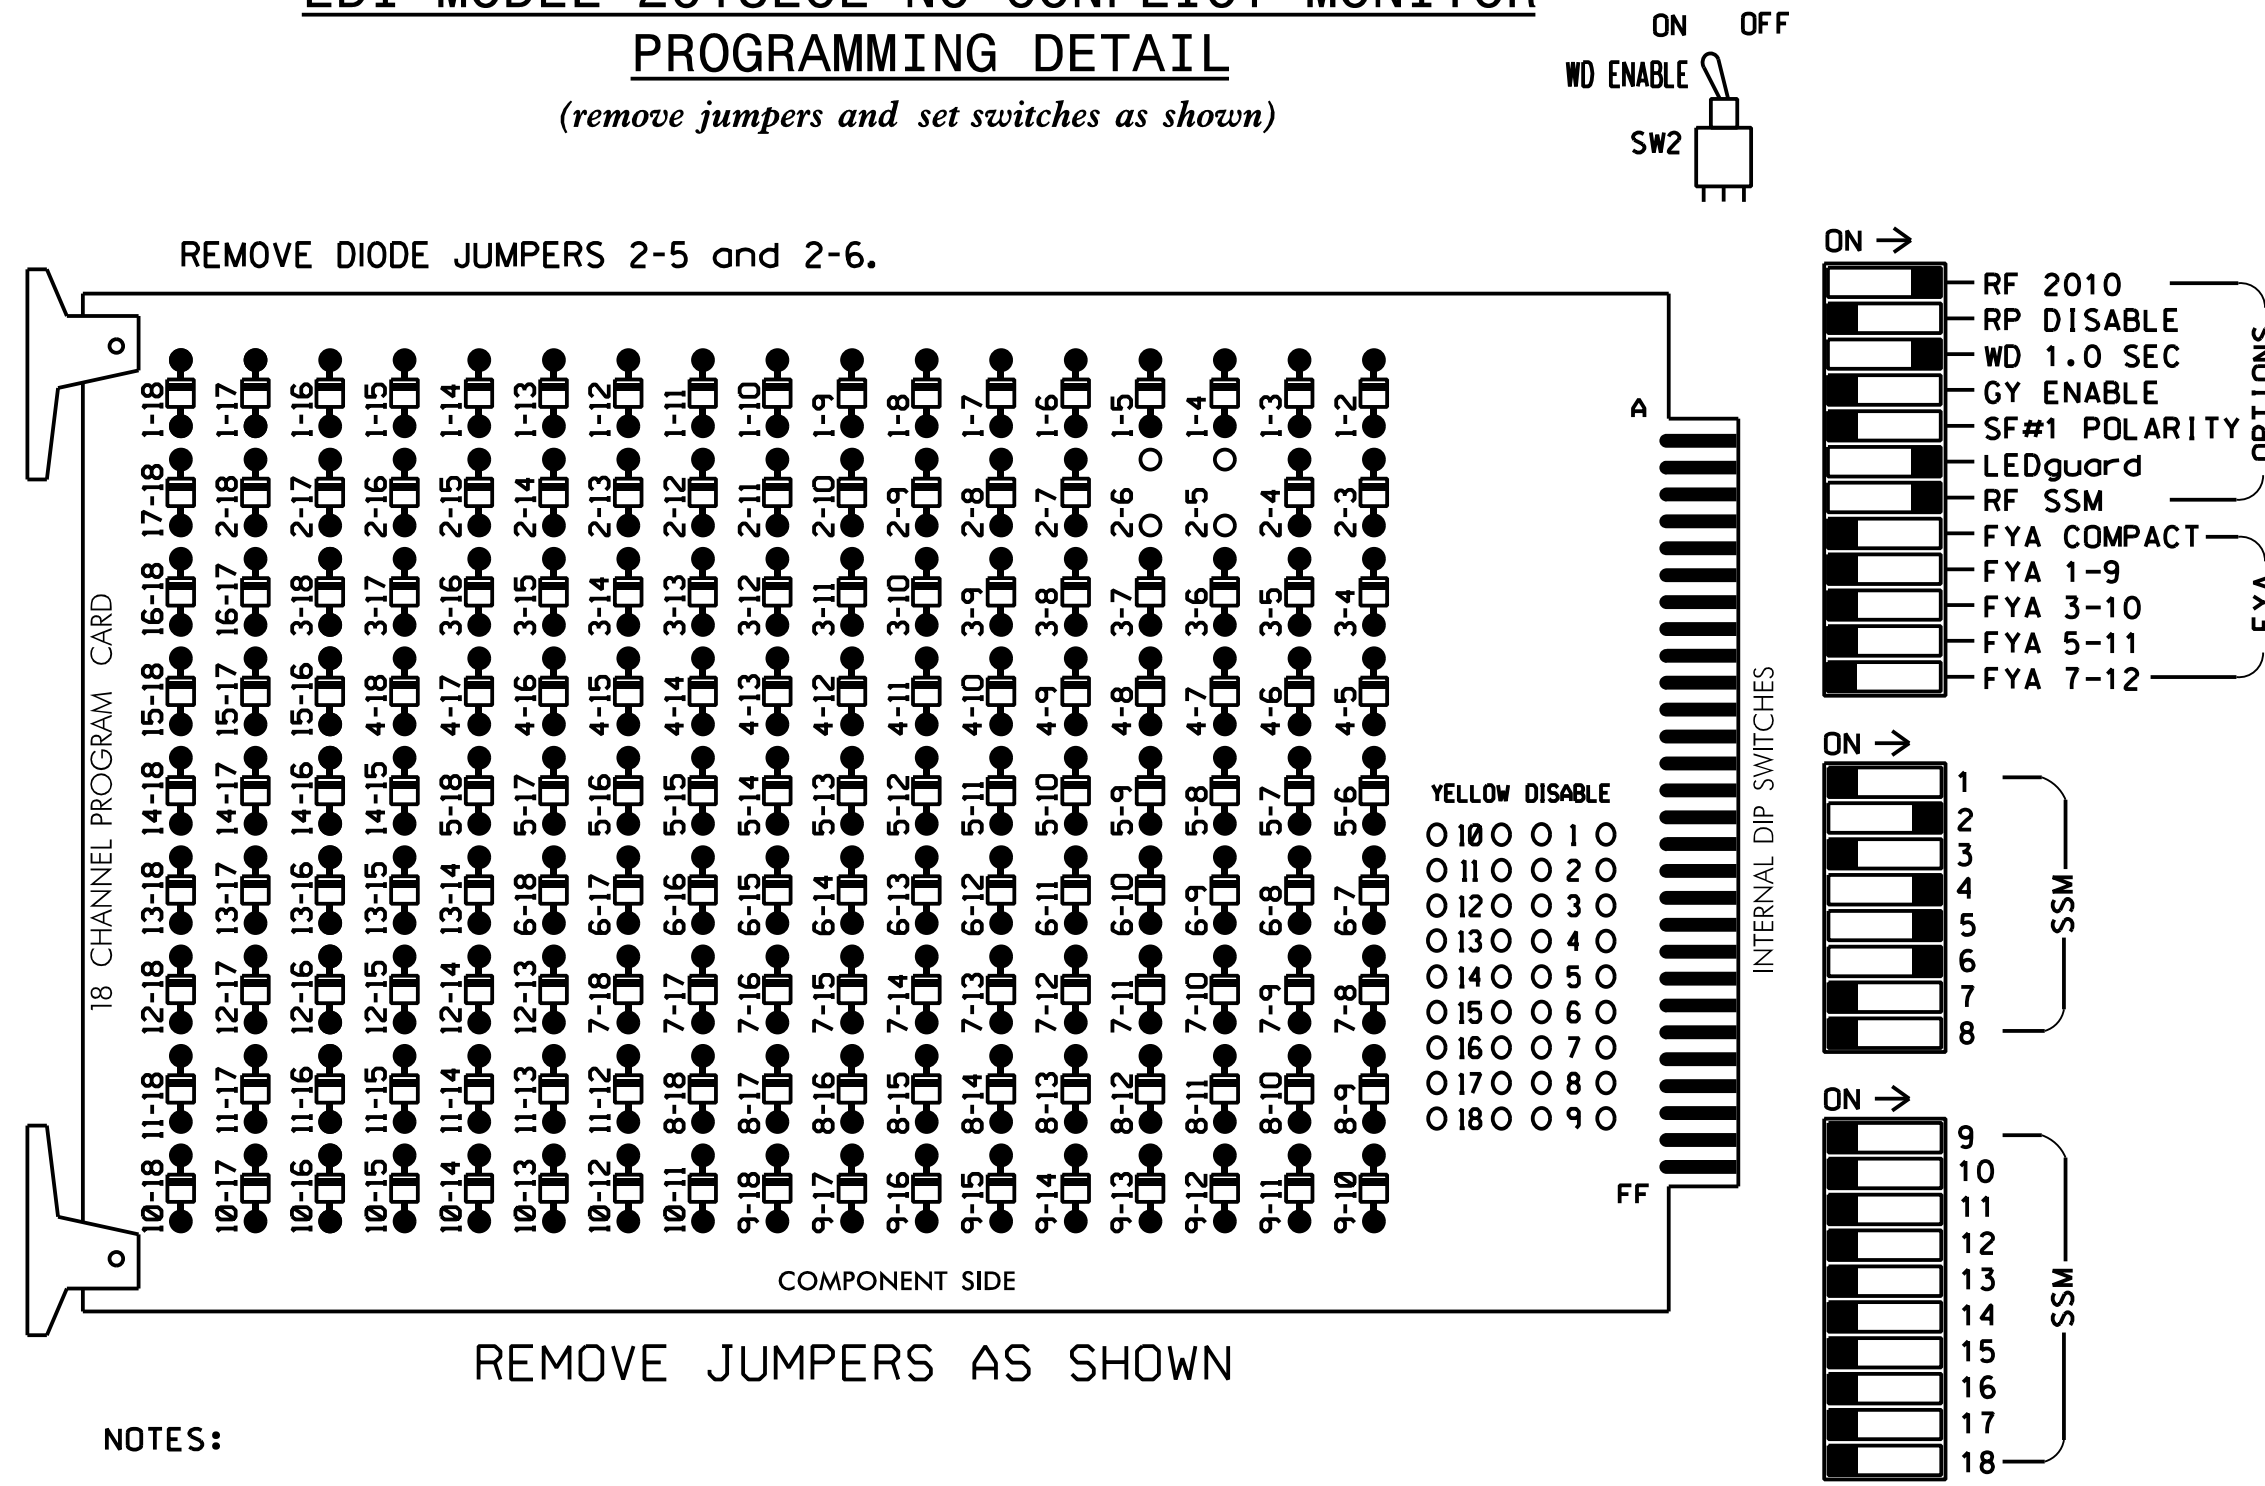 PROGRAMMING DETAIL
(remove jumpers and set switches as shown)
ON OFF
WD ENABLE
SW2
REMOVE DIODE JUMPERS 2-5 and 2-6.
18 CHANNEL PROGRAM CARD
1-18 1-17 1-16 1-15 1-14 1-13 1-12 1-11 1-10 1-9 1-8 1-7 1-6 1-5 1-4 1-3 1-2
17-18 2-18 2-17 2-16 2-15 2-14 2-13 2-12 2-11 2-10 2-9 2-8 2-7 2-6 2-5 2-4 2-3
16-18 16-17 3-18 3-17 3-16 3-15 3-14 3-13 3-12 3-11 3-10 3-9 3-8 3-7 3-6 3-5 3-4
15-18 15-17 15-16 4-18 4-17 4-16 4-15 4-14 4-13 4-12 4-11 4-10 4-9 4-8 4-7 4-6 4-5
14-18 14-17 14-16 14-15 5-18 5-17 5-16 5-15 5-14 5-13 5-12 5-11 5-10 5-9 5-8 5-7 5-6
13-18 13-17 13-16 13-15 13-14 6-18 6-17 6-16 6-15 6-14 6-13 6-12 6-11 6-10 6-9 6-8 6-7
12-18 12-17 12-16 12-15 12-14 12-13 7-18 7-17 7-16 7-15 7-14 7-13 7-12 7-11 7-10 7-9 7-8
11-18 11-17 11-16 11-15 11-14 11-13 11-12 8-18 8-17 8-16 8-15 8-14 8-13 8-12 8-11 8-10 8-9
10-18 10-17 10-16 10-15 10-14 10-13 10-12 10-11 9-18 9-17 9-16 9-15 9-14 9-13 9-12 9-11 9-10
A
YELLOW DISABLE
10 1
11 2
12 3
13 4
14 5
15 6
16 7
17 8
18 9
FF
COMPONENT SIDE
REMOVE JUMPERS AS SHOWN
NOTES:
INTERNAL DIP SWITCHES
ON
RF 2010
RP DISABLE
WD 1.0 SEC
GY ENABLE
SF#1 POLARITY
LEDguard
RF SSM
OPTIONS
FYA COMPACT
FYA 1-9
FYA 3-10
FYA 5-11
FYA 7-12
FYA
ON
1
2
3
4
5
6
7
8
SSM
ON
9
10
11
12
13
14
15
16
17
18
SSM